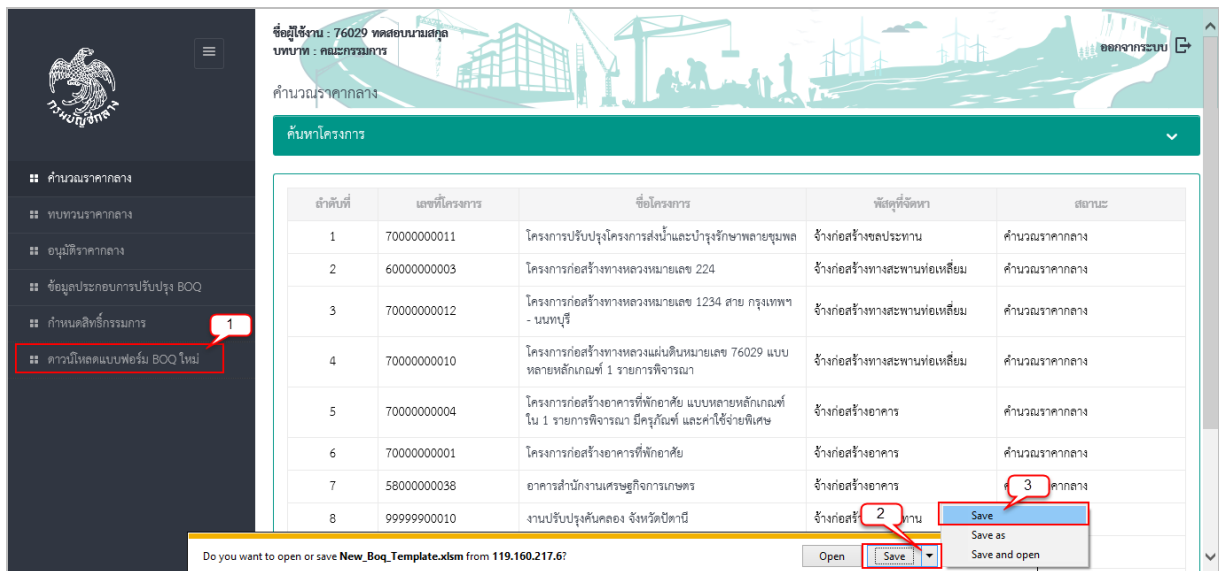 ชื่อผู้ใช้งาน : 76029 ทดสอบนามสกุล
บทบาท : คณะกรรมการ
ออกจากระบบ
คำนวณราคากลาง
กรมบัญชีกลาง
ค้นหาโครงการ
คำนวณราคากลาง
ทบทวนราคากลาง
อนุมัติราคากลาง
ข้อมูลประกอบการปรับปรุง BOQ
กำหนดสิทธิ์กรรมการ
1
ดาวน์โหลดแบบฟอร์ม BOQ ใหม่
ลำดับที่ เลขที่โครงการ ชื่อโครงการ พัสดุที่จัดหา สถานะ
1 70000000011 โครงการปรับปรุงโครงการส่งน้ำและบำรุงรักษาพลายชุมพล จ้างก่อสร้างชลประทาน คำนวณราคากลาง
2 60000000003 โครงการก่อสร้างทางหลวงหมายเลข 224 จ้างก่อสร้างทางสะพานท่อเหลี่ยม คำนวณราคากลาง
3 70000000012 โครงการก่อสร้างทางหลวงหมายเลข 1234 สาย กรุงเทพฯ - นนทบุรี จ้างก่อสร้างทางสะพานท่อเหลี่ยม คำนวณราคากลาง
4 70000000010 โครงการก่อสร้างทางหลวงแผ่นดินหมายเลข 76029 แบบหลายหลักเกณฑ์ 1 รายการพิจารณา จ้างก่อสร้างทางสะพานท่อเหลี่ยม คำนวณราคากลาง
5 70000000004 โครงการก่อสร้างอาคารที่พักอาศัย แบบหลายหลักเกณฑ์ ใน 1 รายการพิจารณา มีครุภัณฑ์ และค่าใช้จ่ายพิเศษ จ้างก่อสร้างอาคาร คำนวณราคากลาง
6 70000000001 โครงการก่อสร้างอาคารที่พักอาศัย จ้างก่อสร้างอาคาร คำนวณราคากลาง
7 58000000038 อาคารสำนักงานเศรษฐกิจการเกษตร จ้างก่อสร้างอาคาร
3
8 99999900010 งานปรับปรุงคันคลอง จังหวัดปัตานี
2
Save
Save as
Save and open
Do you want to open or save New_Boq_Template.xlsm from 119.160.217.6?
Open Save